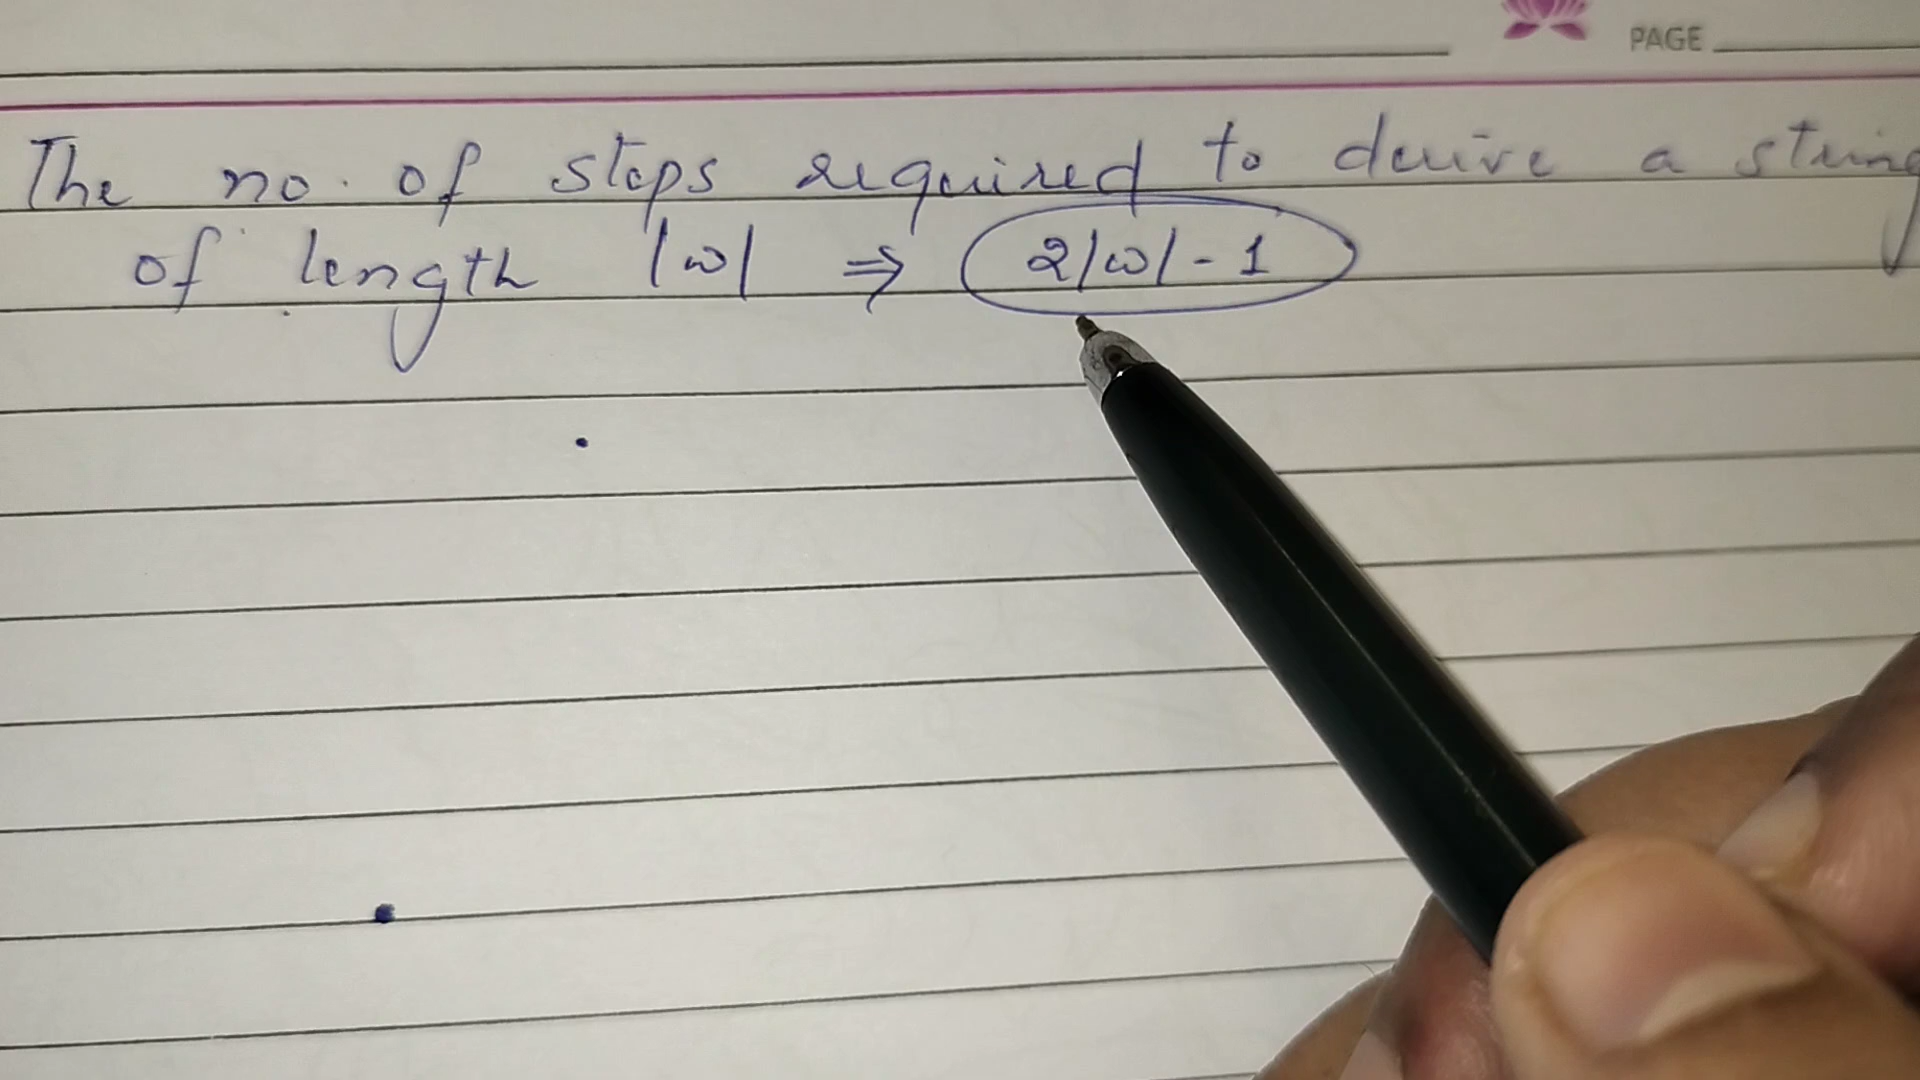 PAGE
The no. of steps required to derive a string
of length |w| ⇒ 2|w| - 1